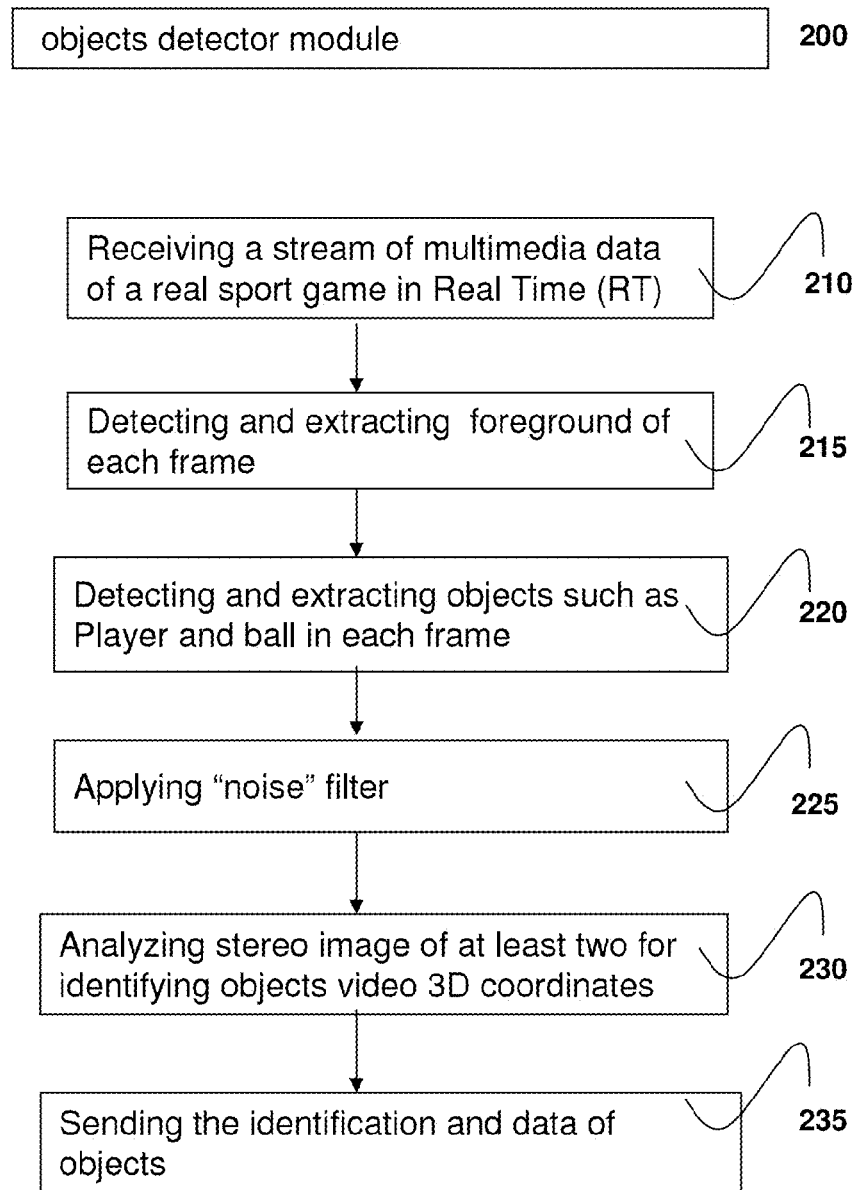 objects detector module
200
Receiving a stream of multimedia data
of a real sport game in Real Time (RT)
210
Detecting and extracting foreground of
each frame
215
Detecting and extracting objects such as
Player and ball in each frame
220
Applying “noise” filter
225
Analyzing stereo image of at least two for
identifying objects video 3D coordinates
230
Sending the identification and data of
objects
235